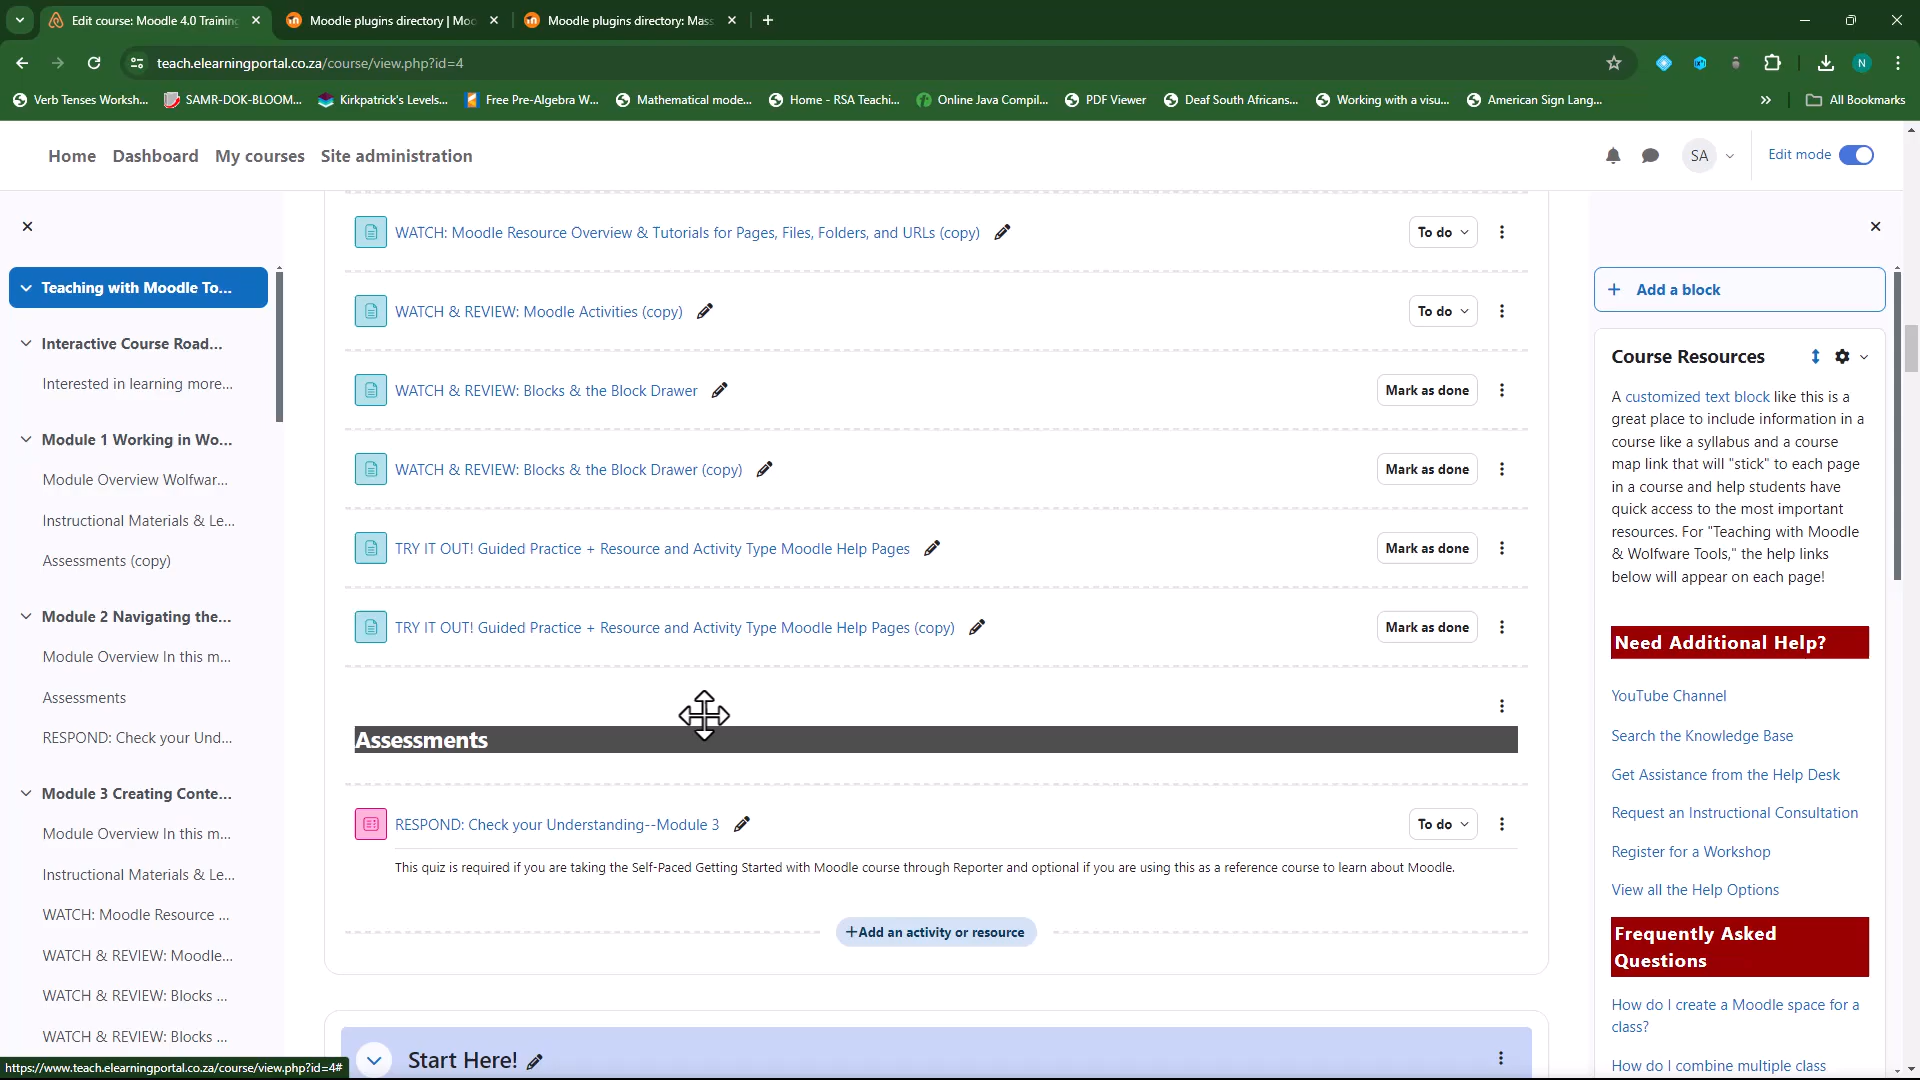 Edit course: Moodle 4.0 Training
Moodle plugins directory | Moo
Moodle plugins directory: Mass
teach.elearningportal.co.za/course/view.php?id=4
N
Verb Tenses Worksh...
SAMR-DOK-BLOOM...
Kirkpatrick's Levels...
Free Pre-Algebra W...
Mathematical mode...
Home - RSA Teachi...
Online Java Compil...
PDF Viewer
Deaf South Africans...
Working with a visu...
American Sign Lang...
All Bookmarks
Home
Dashboard
My courses
Site administration
SA
Edit mode
Teaching with Moodle To...
Interactive Course Road...
Interested in learning more...
Module 1 Working in Wo...
Module Overview Wolfwar...
Instructional Materials & Le...
Assessments (copy)
Module 2 Navigating the...
Module Overview In this m...
Assessments
RESPOND: Check your Und...
Module 3 Creating Conte...
Module Overview In this m...
Instructional Materials & Le...
WATCH: Moodle Resource ...
WATCH & REVIEW: Moodle...
WATCH & REVIEW: Blocks ...
WATCH & REVIEW: Blocks ...
https://www.teach.elearningportal.co.za/course/view.php?id=4#
WATCH: Moodle Resource Overview & Tutorials for Pages, Files, Folders, and URLs (copy)
To do
WATCH & REVIEW: Moodle Activities (copy)
To do
WATCH & REVIEW: Blocks & the Block Drawer
Mark as done
WATCH & REVIEW: Blocks & the Block Drawer (copy)
Mark as done
TRY IT OUT! Guided Practice + Resource and Activity Type Moodle Help Pages
Mark as done
TRY IT OUT! Guided Practice + Resource and Activity Type Moodle Help Pages (copy)
Mark as done
Assessments
RESPOND: Check your Understanding--Module 3
To do
This quiz is required if you are taking the Self-Paced Getting Started with Moodle course through Reporter and optional if you are using this as a reference course to learn about Moodle.
+Add an activity or resource
Start Here!
+ Add a block
Course Resources
A customized text block like this is a
great place to include information in a
course like a syllabus and a course
map link that will "stick" to each page
in a course and help students have
quick access to the most important
resources. For "Teaching with Moodle
& Wolfware Tools," the help links
below will appear on each page!
Need Additional Help?
YouTube Channel
Search the Knowledge Base
Get Assistance from the Help Desk
Request an Instructional Consultation
Register for a Workshop
View all the Help Options
Frequently Asked
Questions
How do I create a Moodle space for a
class?
How do I combine multiple class